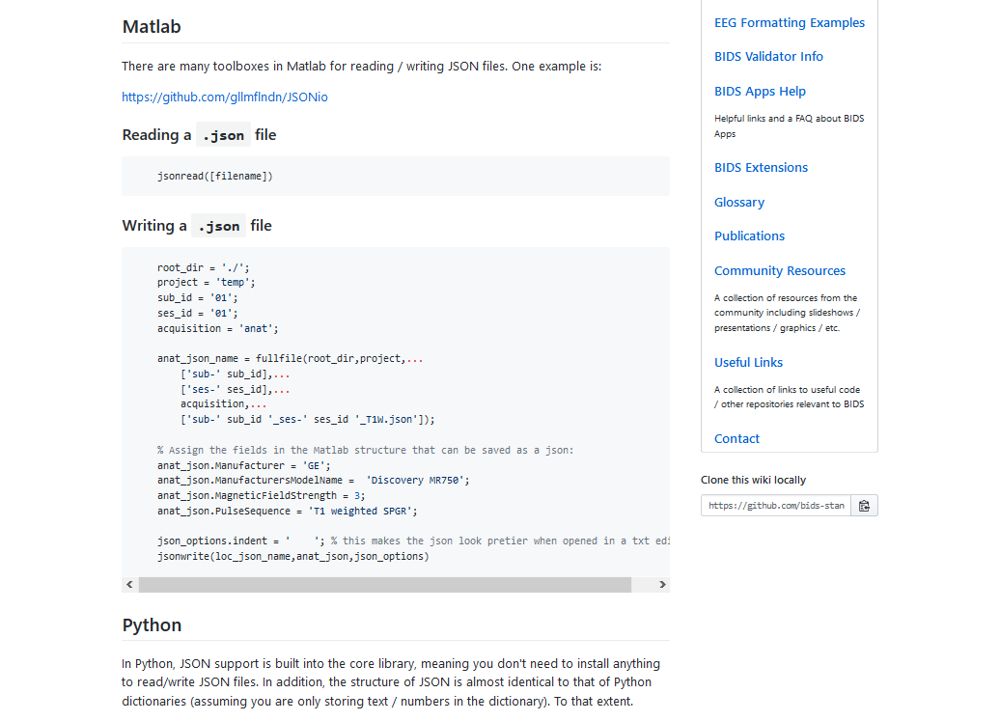 Matlab
There are many toolboxes in Matlab for reading / writing JSON files. One example is:
https://github.com/gllmflndn/JSONio
Reading a .json file
jsonread([filename])
Writing a .json file
root_dir = './';
project = 'temp';
sub_id = '01';
ses_id = '01';
acquisition = 'anat';
anat_json_name = fullfile(root_dir,project,...
['sub-' sub_id],...
['ses-' ses_id],...
acquisition,...
['sub-' sub_id '_ses-' ses_id '_T1W.json']);
% Assign the fields in the Matlab structure that can be saved as a json:
anat_json.Manufacturer = 'GE';
anat_json.ManufacturersModelName =  'Discovery MR750';
anat_json.MagneticFieldStrength = 3;
anat_json.PulseSequence = 'T1 weighted SPGR';
json_options.indent = '    '; % this makes the json look pretier when opened in a txt edi
jsonwrite(loc_json_name,anat_json,json_options)
Python
In Python, JSON support is built into the core library, meaning you don't need to install anything
to read/write JSON files. In addition, the structure of JSON is almost identical to that of Python
dictionaries (assuming you are only storing text / numbers in the dictionary). To that extent.
EEG Formatting Examples
BIDS Validator Info
BIDS Apps Help
Helpful links and a FAQ about BIDS
Apps
BIDS Extensions
Glossary
Publications
Community Resources
A collection of resources from the
community including slideshows /
presentations / graphics / etc.
Useful Links
A collection of links to useful code
/ other repositories relevant to BIDS
Contact
Clone this wiki locally
https://github.com/bids-stan